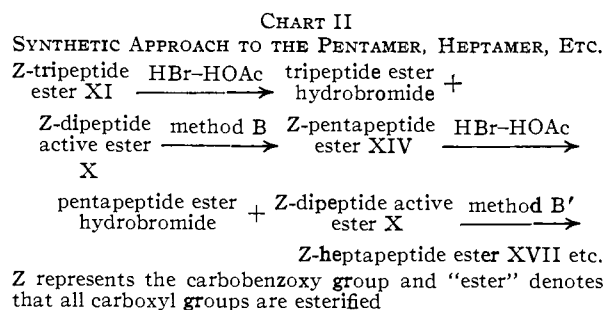 CHART II
SYNTHETIC APPROACH TO THE PENTAMER, HEPTAMER, ETC.
Z-tripeptide HBr–HOAc tripeptide ester +
ester XI ⟶ hydrobromide
Z-dipeptide method B Z-pentapeptide HBr–HOAc
active ester ⟶ ester XIV ⟶
X
pentapeptide ester + Z-dipeptide active method B′
hydrobromide ester X ⟶
Z-heptapeptide ester XVII etc.
Z represents the carbobenzoxy group and "ester" denotes
that all carboxyl groups are esterified